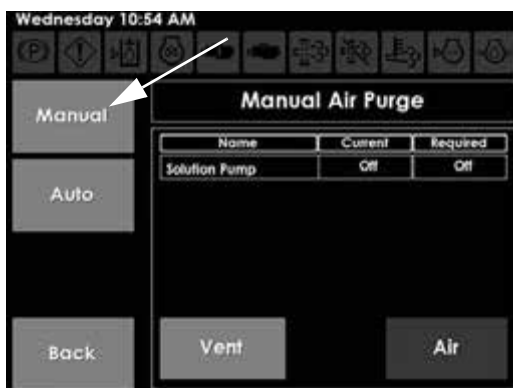 Wednesday 10:54 AM
Manual
Manual Air Purge
Name Current Required
Solution Pump Off Off
Auto
Back
Vent
Air